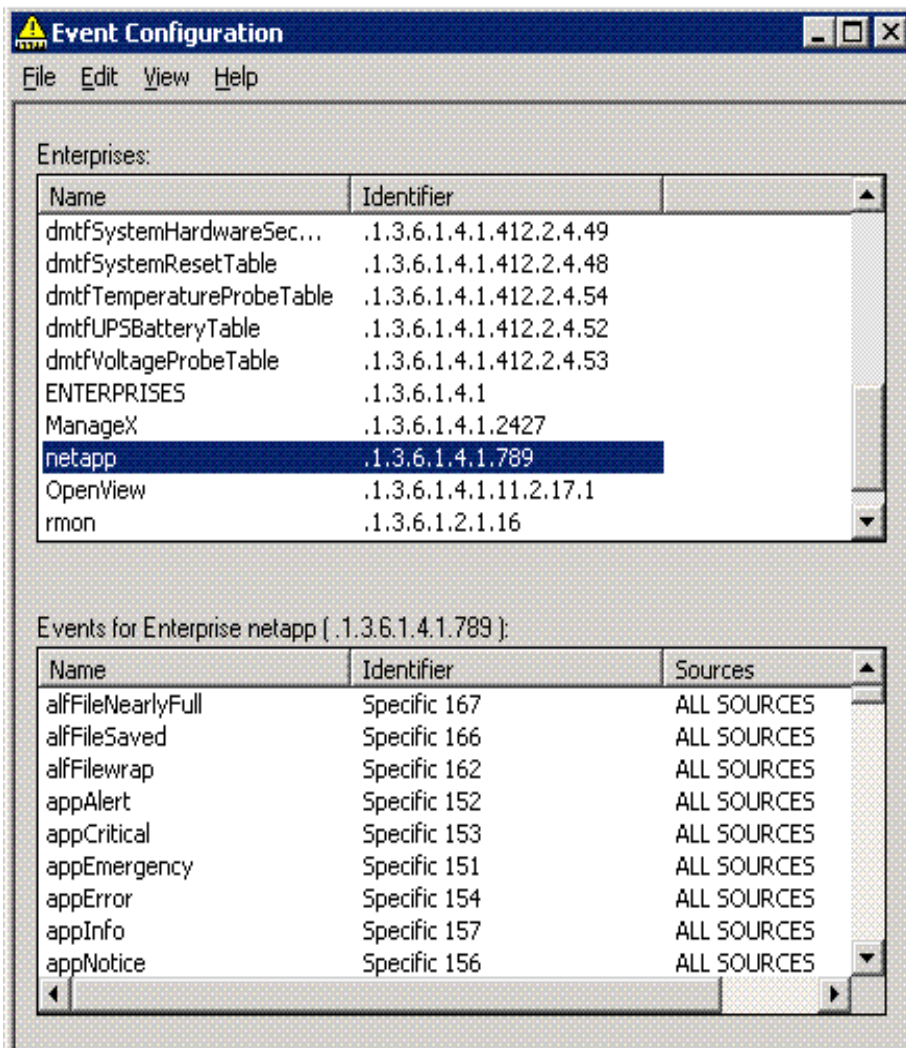 Event Configuration
File Edit View Help
Enterprises:
Name Identifier
dmtfSystemHardwareSec... .1.3.6.1.4.1.412.2.4.49
dmtfSystemResetTable .1.3.6.1.4.1.412.2.4.48
dmtfTemperatureProbeTable .1.3.6.1.4.1.412.2.4.54
dmtfUPSBatteryTable .1.3.6.1.4.1.412.2.4.52
dmtfVoltageProbeTable .1.3.6.1.4.1.412.2.4.53
ENTERPRISES .1.3.6.1.4.1
ManageX .1.3.6.1.4.1.2427
netapp .1.3.6.1.4.1.789
OpenView .1.3.6.1.4.1.11.2.17.1
rmon .1.3.6.1.2.1.16
Events for Enterprise netapp ( .1.3.6.1.4.1.789 ):
Name Identifier Sources
alfFileNearlyFull Specific 167 ALL SOURCES
alfFileSaved Specific 166 ALL SOURCES
alfFilewrap Specific 162 ALL SOURCES
appAlert Specific 152 ALL SOURCES
appCritical Specific 153 ALL SOURCES
appEmergency Specific 151 ALL SOURCES
appError Specific 154 ALL SOURCES
appInfo Specific 157 ALL SOURCES
appNotice Specific 156 ALL SOURCES